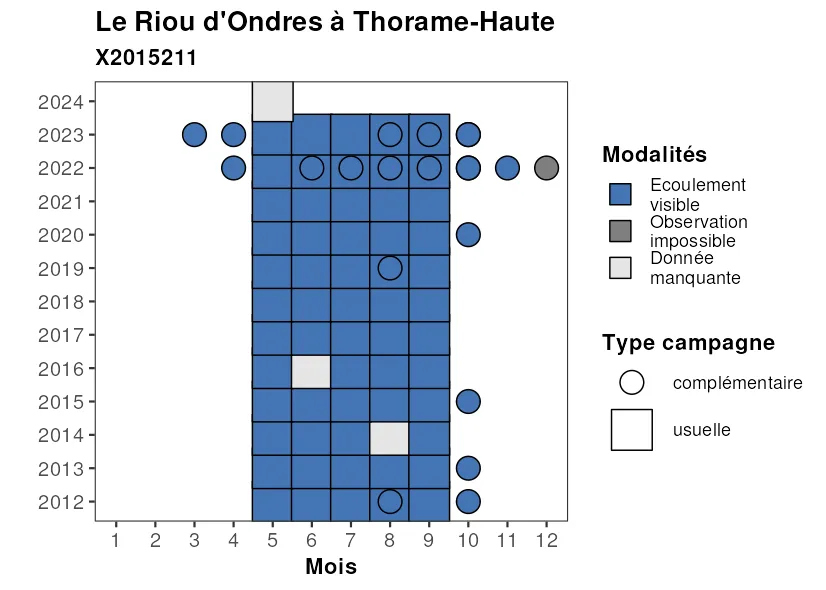 Le Riou d'Ondres à Thorame-Haute
X2015211
2024
2023
2022
2021
2020
2019
2018
2017
2016
2015
2014
2013
2012
1 2 3 4 5 6 7 8 9 10 11 12
Mois
Modalités
Ecoulement
visible
Observation
impossible
Donnée
manquante
Type campagne
complémentaire
usuelle